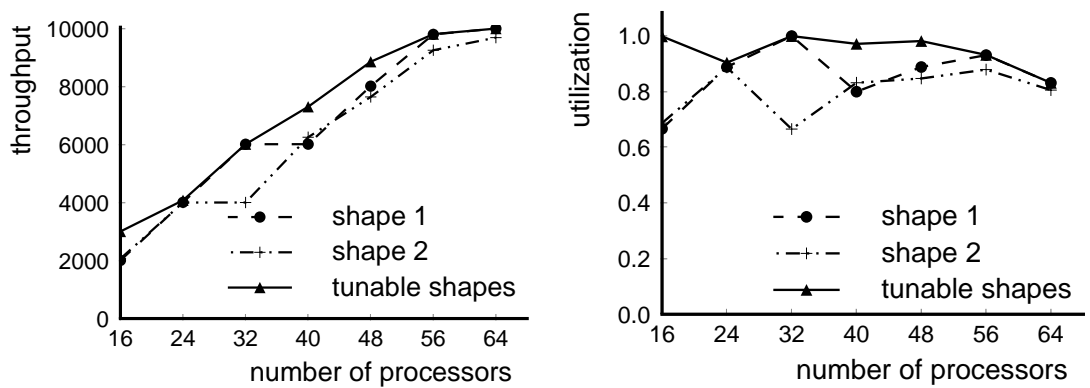 throughput
10000
8000
6000
4000
2000
0
16 24 32 40 48 56 64
number of processors
shape 1
shape 2
tunable shapes
utilization
1.0
0.8
0.6
0.4
0.2
0.0
16 24 32 40 48 56 64
number of processors
shape 1
shape 2
tunable shapes